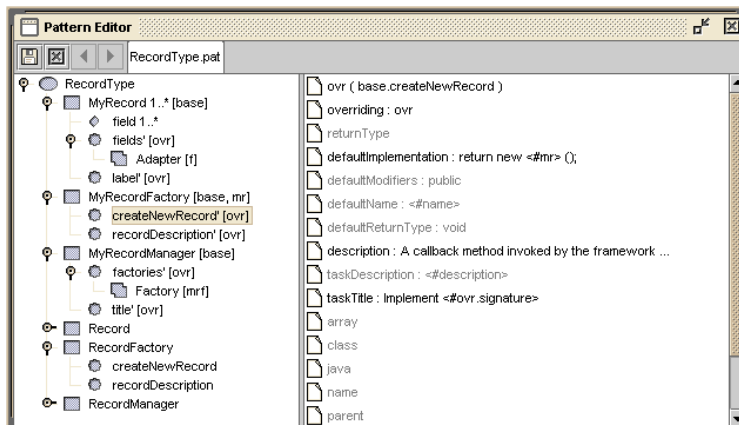 Pattern Editor
RecordType.pat
RecordType
MyRecord 1..* [base]
field 1..*
fields' [ovr]
Adapter [f]
label' [ovr]
MyRecordFactory [base, mr]
createNewRecord' [ovr]
recordDescription' [ovr]
MyRecordManager [base]
factories' [ovr]
Factory [mrf]
title' [ovr]
Record
RecordFactory
createNewRecord
recordDescription
RecordManager
ovr ( base.createNewRecord )
overriding : ovr
returnType
defaultImplementation : return new <#mr> ();
defaultModifiers : public
defaultName : <#name>
defaultReturnType : void
description : A callback method invoked by the framework ...
taskDescription : <#description>
taskTitle : Implement <#ovr.signature>
array
class
java
name
parent